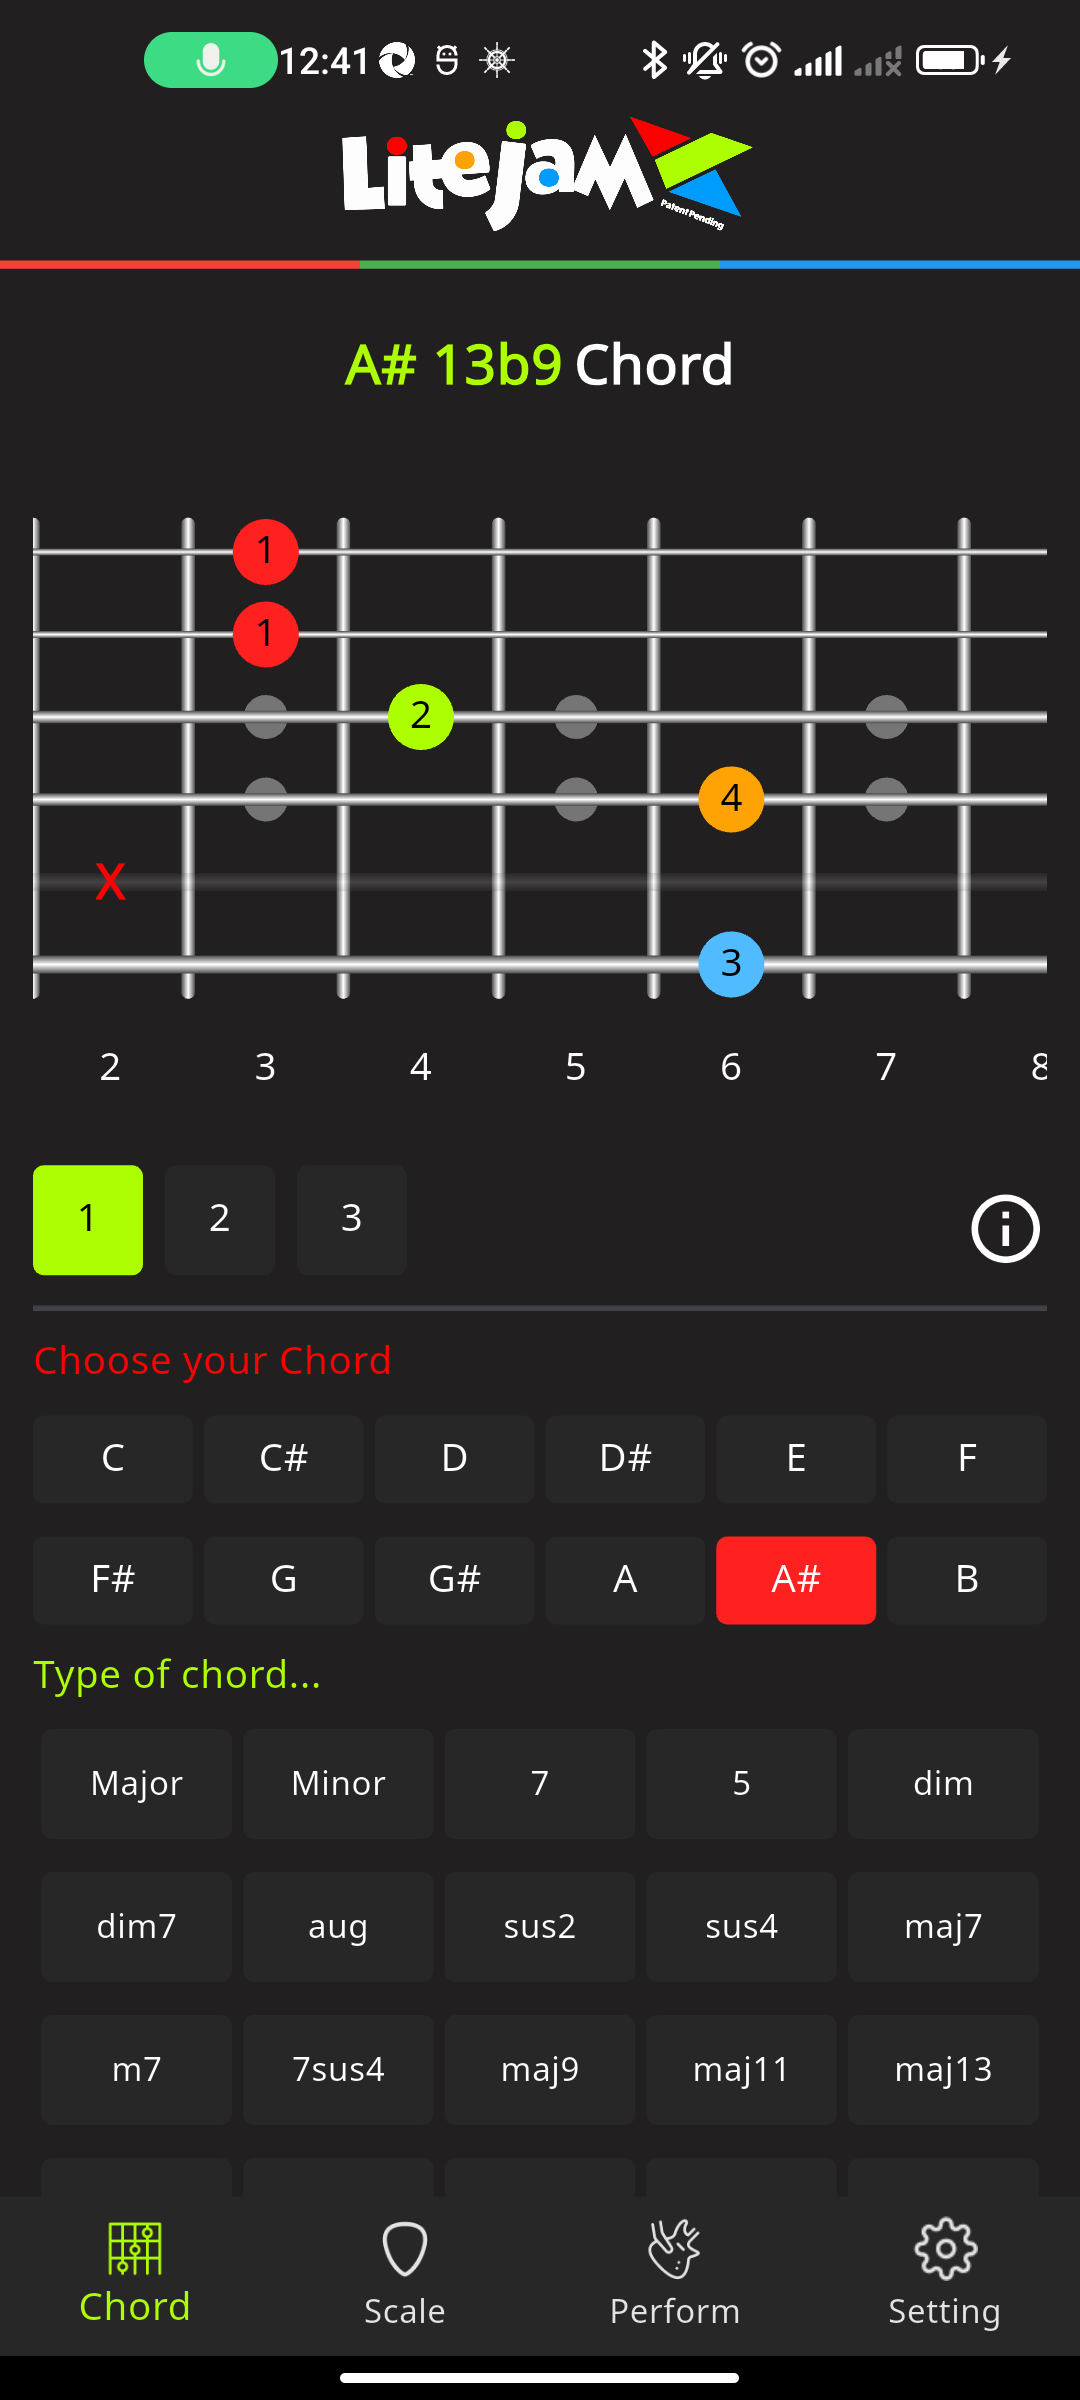 12:41
Litejam
Patent Pending
A# 13b9 Chord
1
1
2
4
X
3
2 3 4 5 6 7 8
1 2 3
Choose your Chord
C C# D D# E F
F# G G# A A# B
Type of chord...
Major Minor 7 5 dim
dim7 aug sus2 sus4 maj7
m7 7sus4 maj9 maj11 maj13
Chord Scale Perform Setting